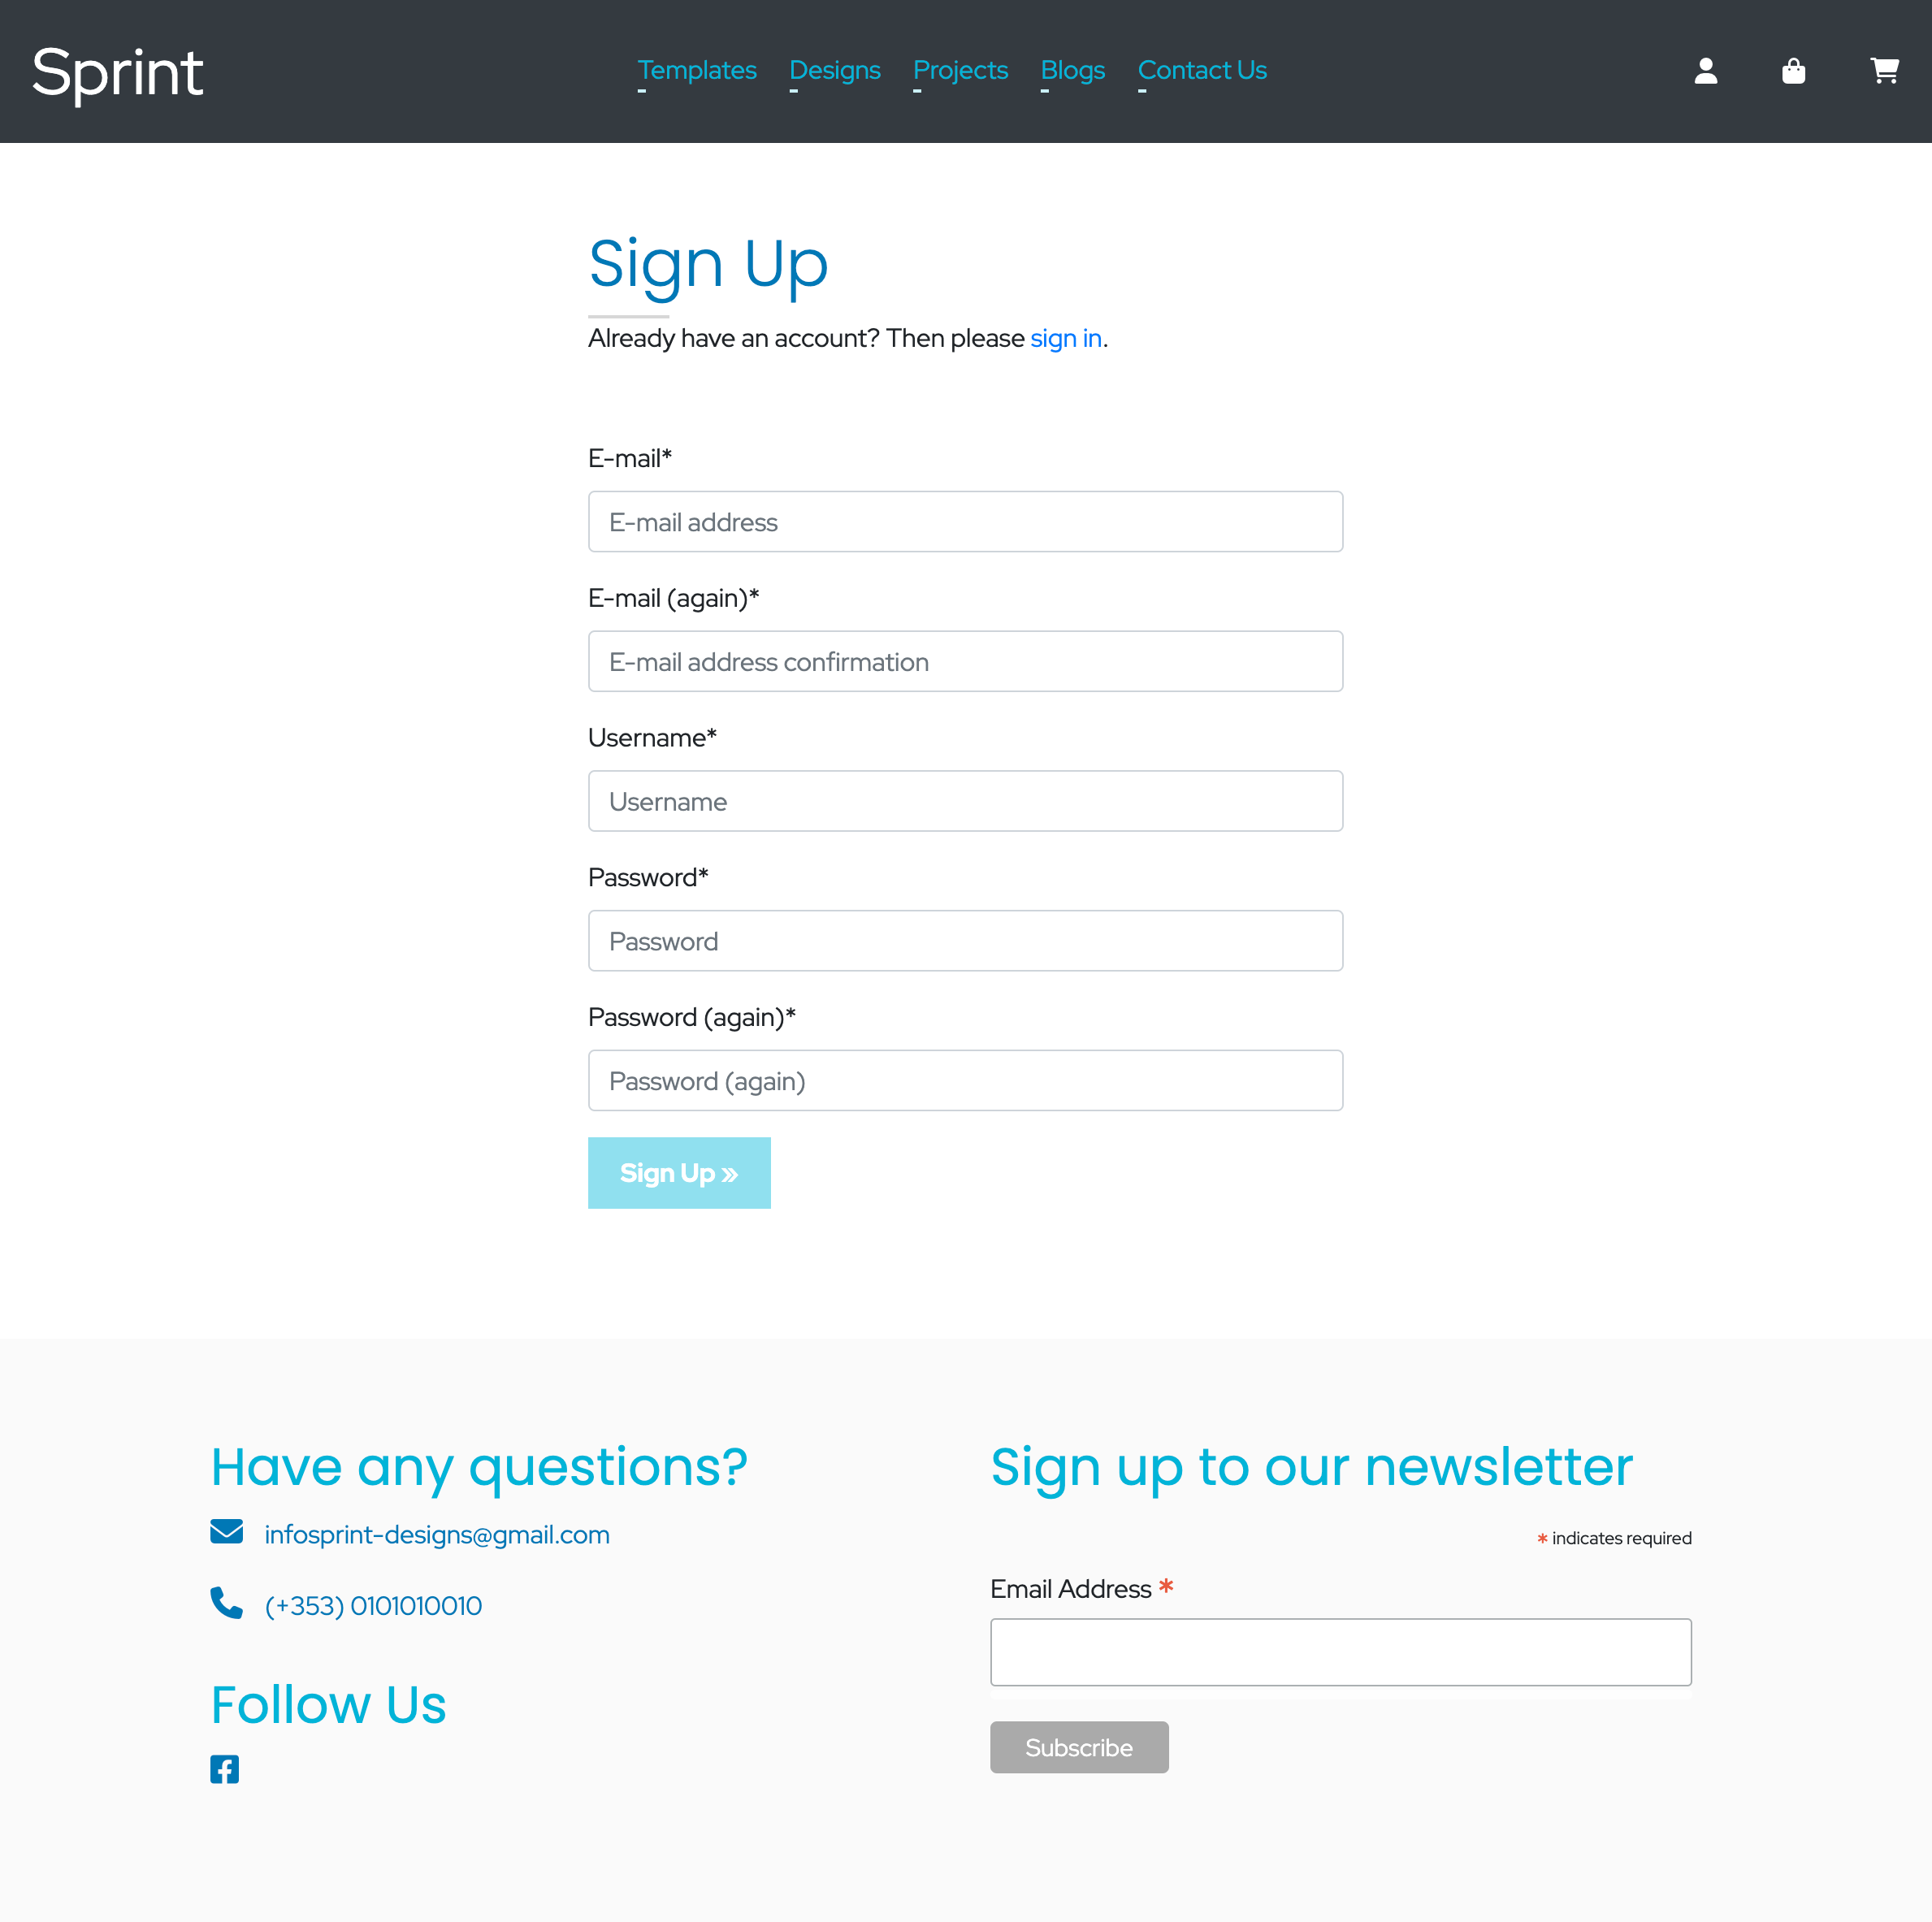 Sprint
Templates Designs Projects Blogs Contact Us
Sign Up
Already have an account? Then please sign in.
E-mail*
E-mail address
E-mail (again)*
E-mail address confirmation
Username*
Username
Password*
Password
Password (again)*
Password (again)
Sign Up »
Have any questions?
infosprint-designs@gmail.com
(+353) 0101010010
Follow Us
Sign up to our newsletter
* indicates required
Email Address *
Subscribe